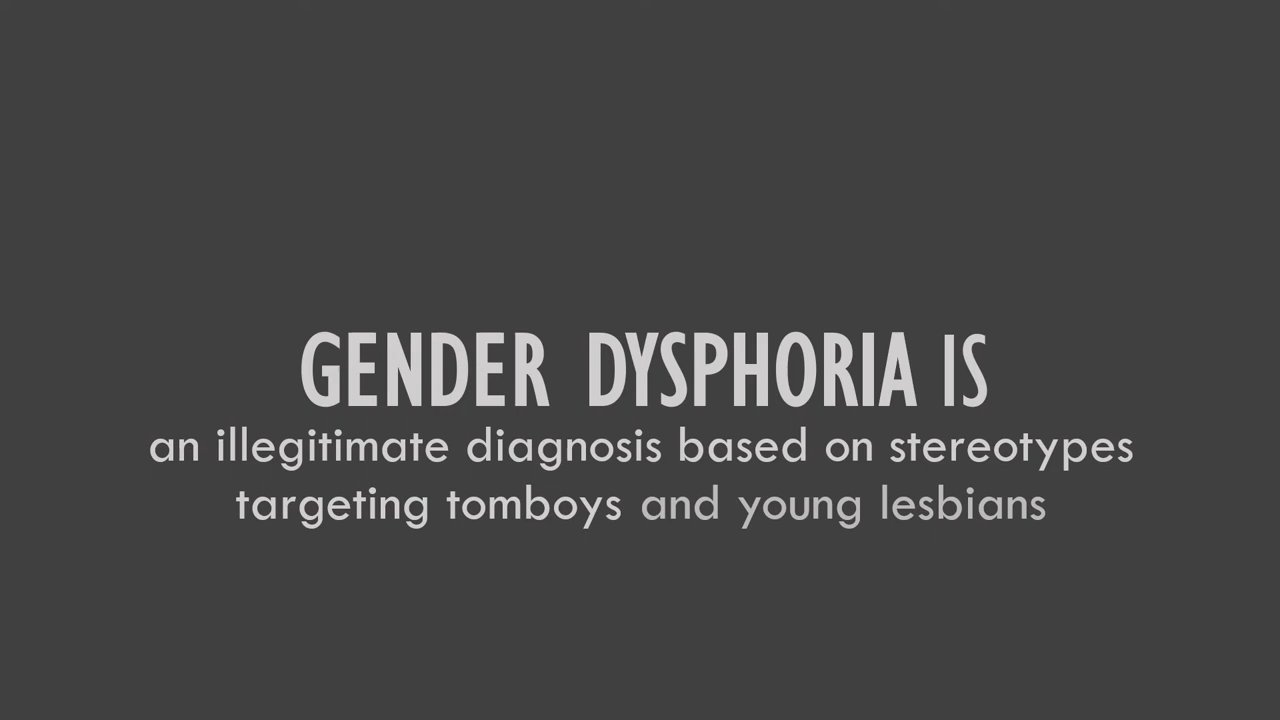 GENDER DYSPHORIA IS
an illegitimate diagnosis based on stereotypes
targeting tomboys and young lesbians